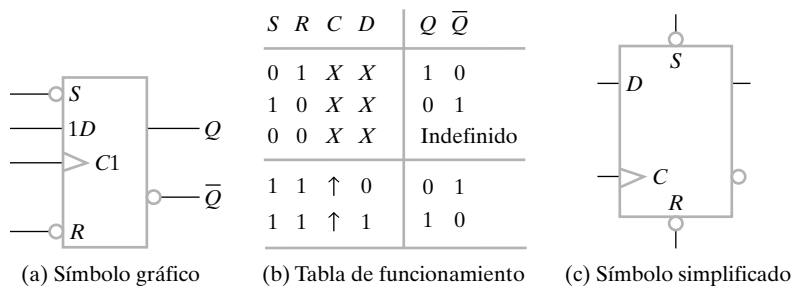 S
1D
C1
R
Q
Q̅
(a) Símbolo gráfico
S R C D Q Q̅
0 1 X X 1 0
1 0 X X 0 1
0 0 X X Indefinido
1 1 ↑ 0 0 1
1 1 ↑ 1 1 0
(b) Tabla de funcionamiento
S
D
C
R
(c) Símbolo simplificado